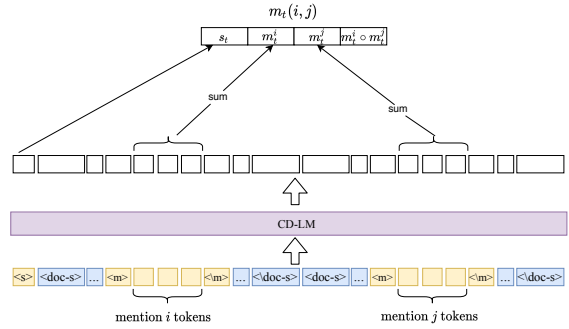 m_t(i, j)
s_t m_t^i m_t^j m_t^i ∘ m_t^j
sum
sum
CD-LM
<s> <doc-s> ... <m> <\m> ... <\doc-s> <doc-s> ... <m> <\m> ... <\doc-s>
mention i tokens
mention j tokens